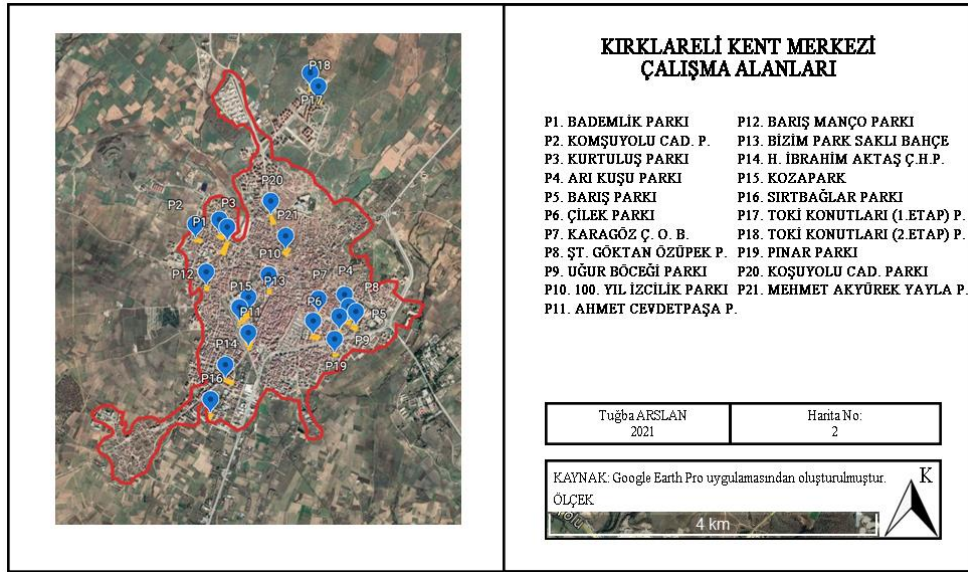 KIRKLARELİ KENT MERKEZİ
ÇALIŞMA ALANLARI
P1. BADEMLİK PARKI
P2. KOMŞUYOLU CAD. P.
P3. KURTULUŞ PARKI
P4. ARI KUŞU PARKI
P5. BARIŞ PARKI
P6. ÇİLEK PARKI
P7. KARAGÖZ Ç. O. B.
P8. ŞT. GÖKTAN ÖZÜPEK P.
P9. UĞUR BÖCEĞİ PARKI
P10. 100. YIL İZCİLİK PARKI
P11. AHMET CEVDETPAŞA P.
P12. BARIŞ MANÇO PARKI
P13. BİZİM PARK SAKLI BAHÇE
P14. H. İBRAHİM AKTAŞ Ç.H.P.
P15. KOZAPARK
P16. SIRTBAĞLAR PARKI
P17. TOKİ KONUTLARI (1.ETAP) P.
P18. TOKİ KONUTLARI (2.ETAP) P.
P19. PINAR PARKI
P20. KOŞUYOLU CAD. PARKI
P21. MEHMET AKYÜREK YAYLA P.
Tuğba ARSLAN
2021
Harita No:
2
KAYNAK: Google Earth Pro uygulamasından oluşturulmuştur.
ÖLÇEK
4 km
K
P18
P17
P20
P2
P3
P21
P1
P10
P12
P13
P7
P4
P15
P6
P8
P11
P5
P9
P14
P19
P16